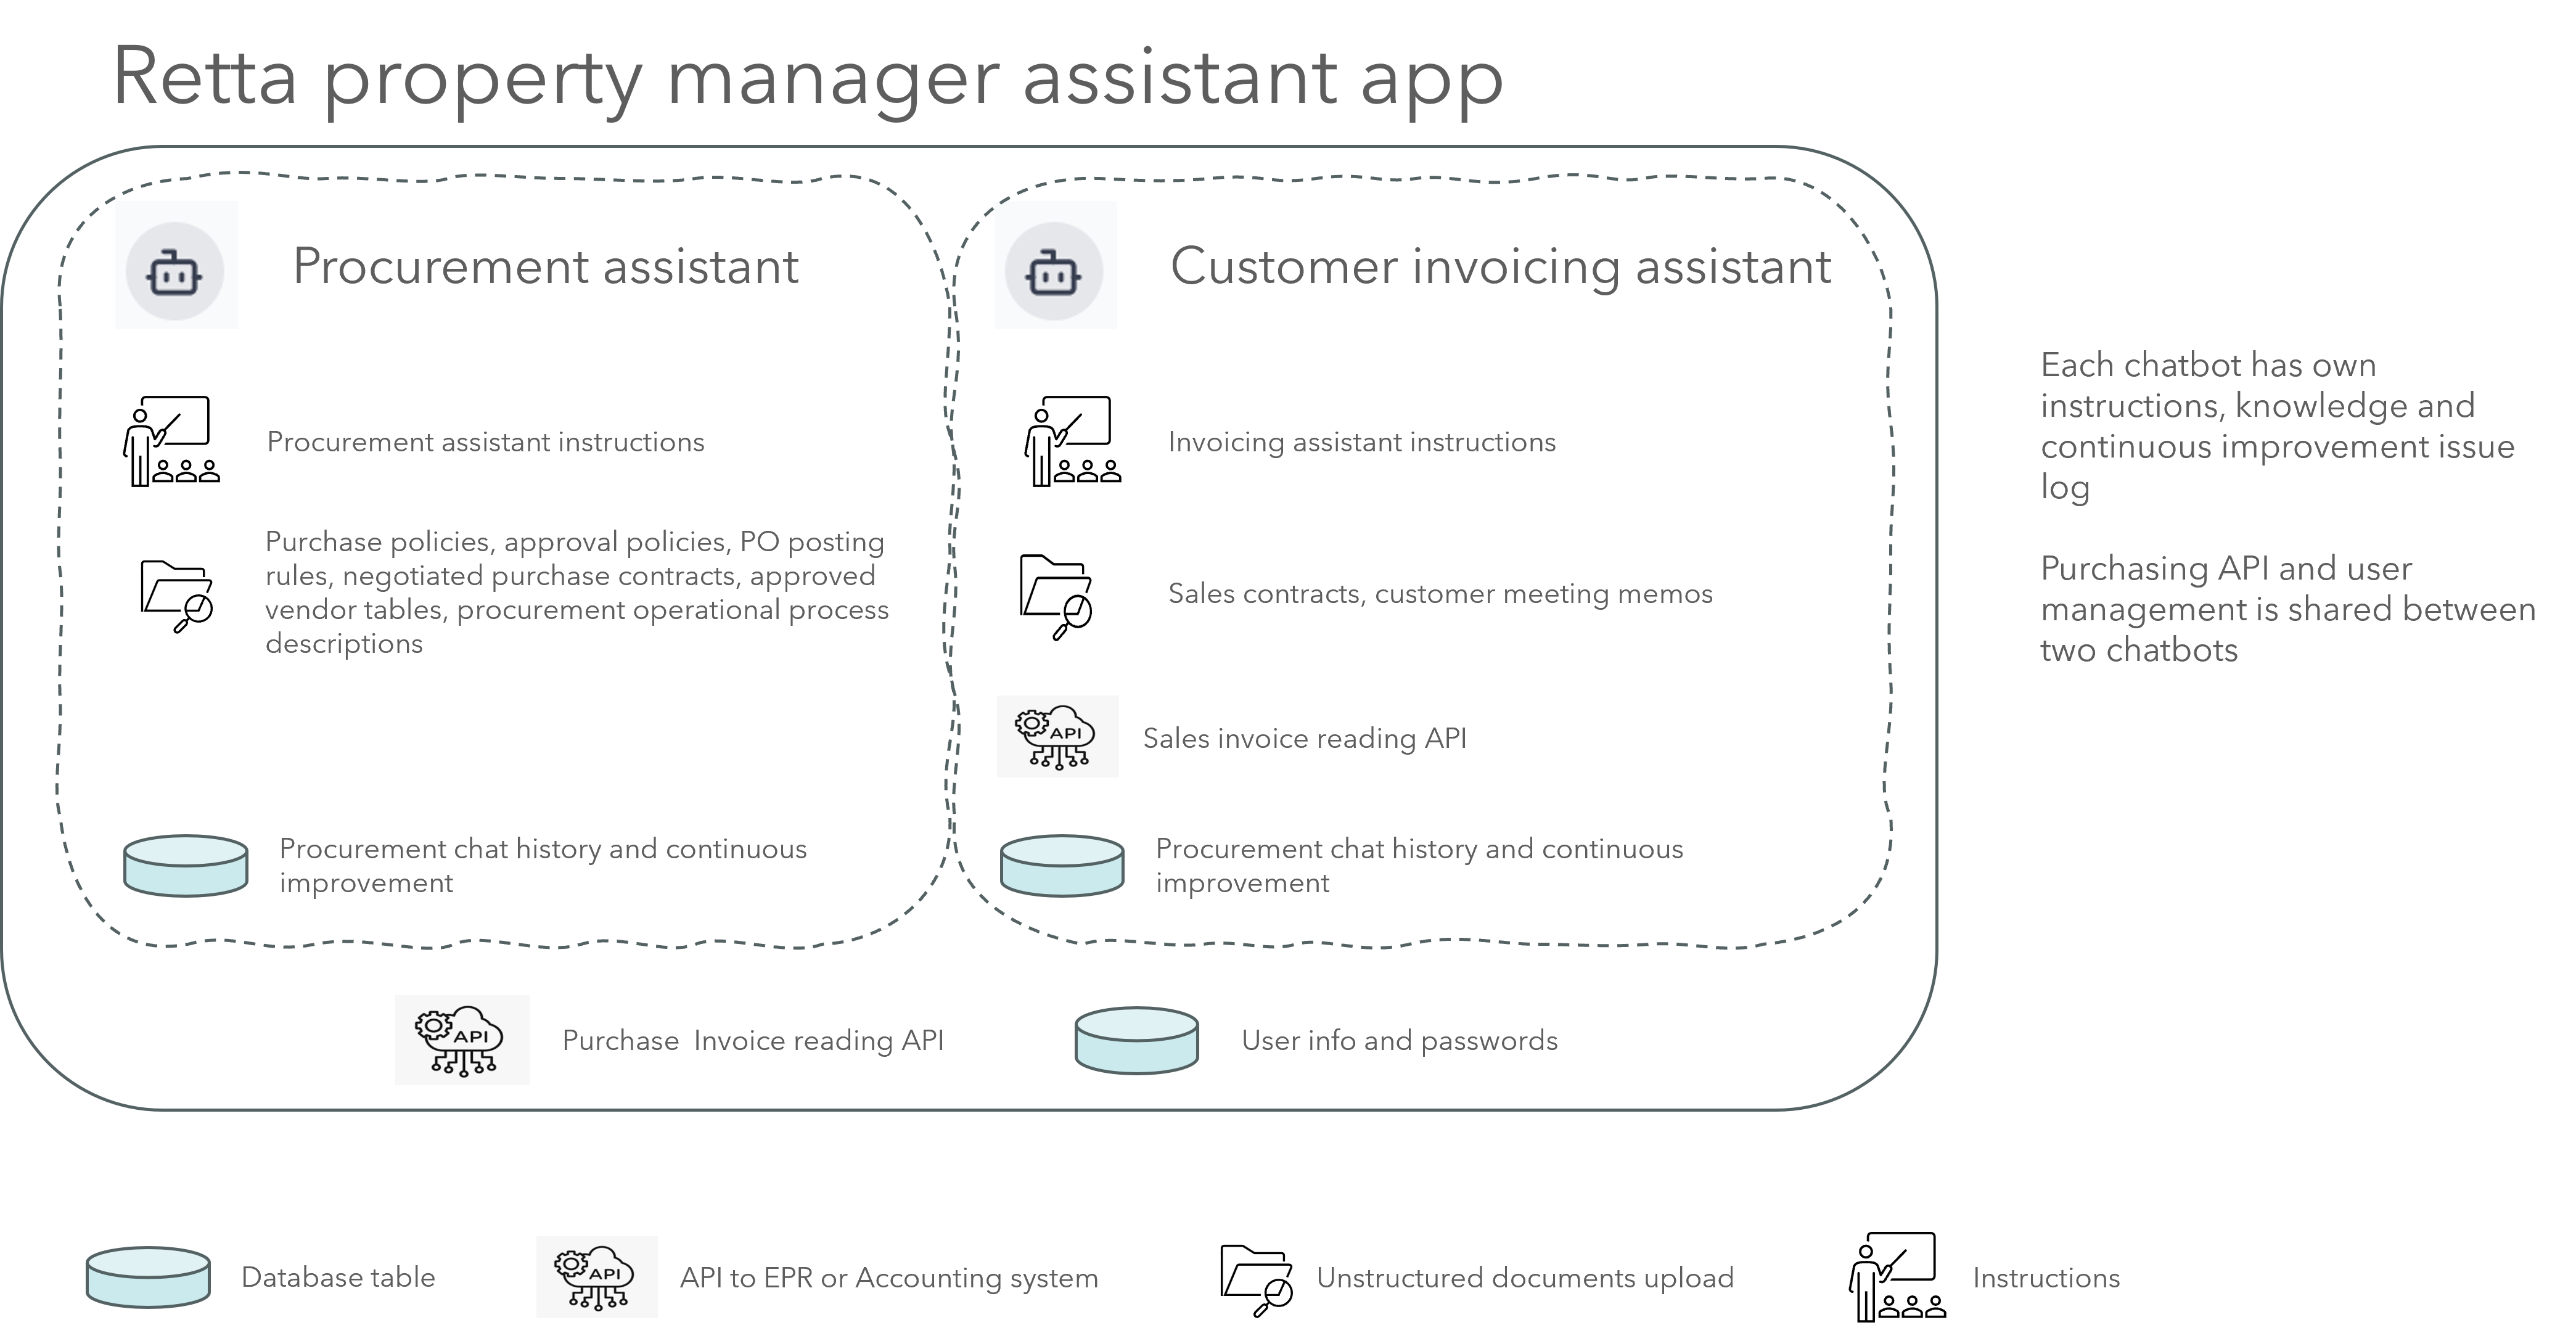 Retta property manager assistant app
Procurement assistant
Procurement assistant instructions
Purchase policies, approval policies, PO posting
rules, negotiated purchase contracts, approved
vendor tables, procurement operational process
descriptions
Procurement chat history and continuous
improvement
Customer invoicing assistant
Invoicing assistant instructions
Sales contracts, customer meeting memos
API
Sales invoice reading API
Procurement chat history and continuous
improvement
API
Purchase  Invoice reading API
User info and passwords
Each chatbot has own
instructions, knowledge and
continuous improvement issue
log
Purchasing API and user
management is shared between
two chatbots
Database table
API
API to EPR or Accounting system
Unstructured documents upload
Instructions